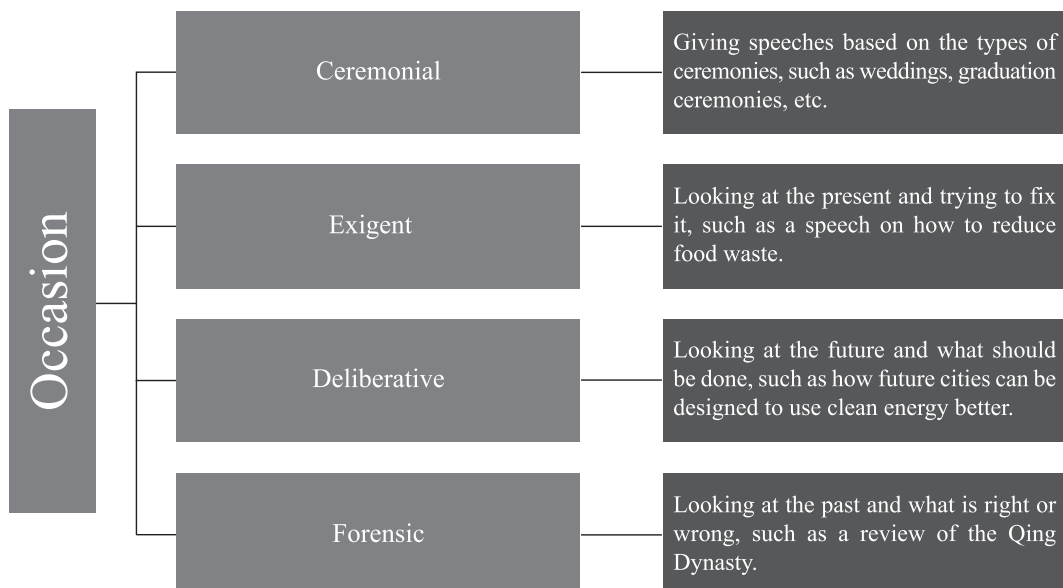 Occasion
Ceremonial
Giving speeches based on the types of
ceremonies, such as weddings, graduation
ceremonies, etc.
Exigent
Looking at the present and trying to fix
it, such as a speech on how to reduce
food waste.
Deliberative
Looking at the future and what should
be done, such as how future cities can be
designed to use clean energy better.
Forensic
Looking at the past and what is right or
wrong, such as a review of the Qing
Dynasty.